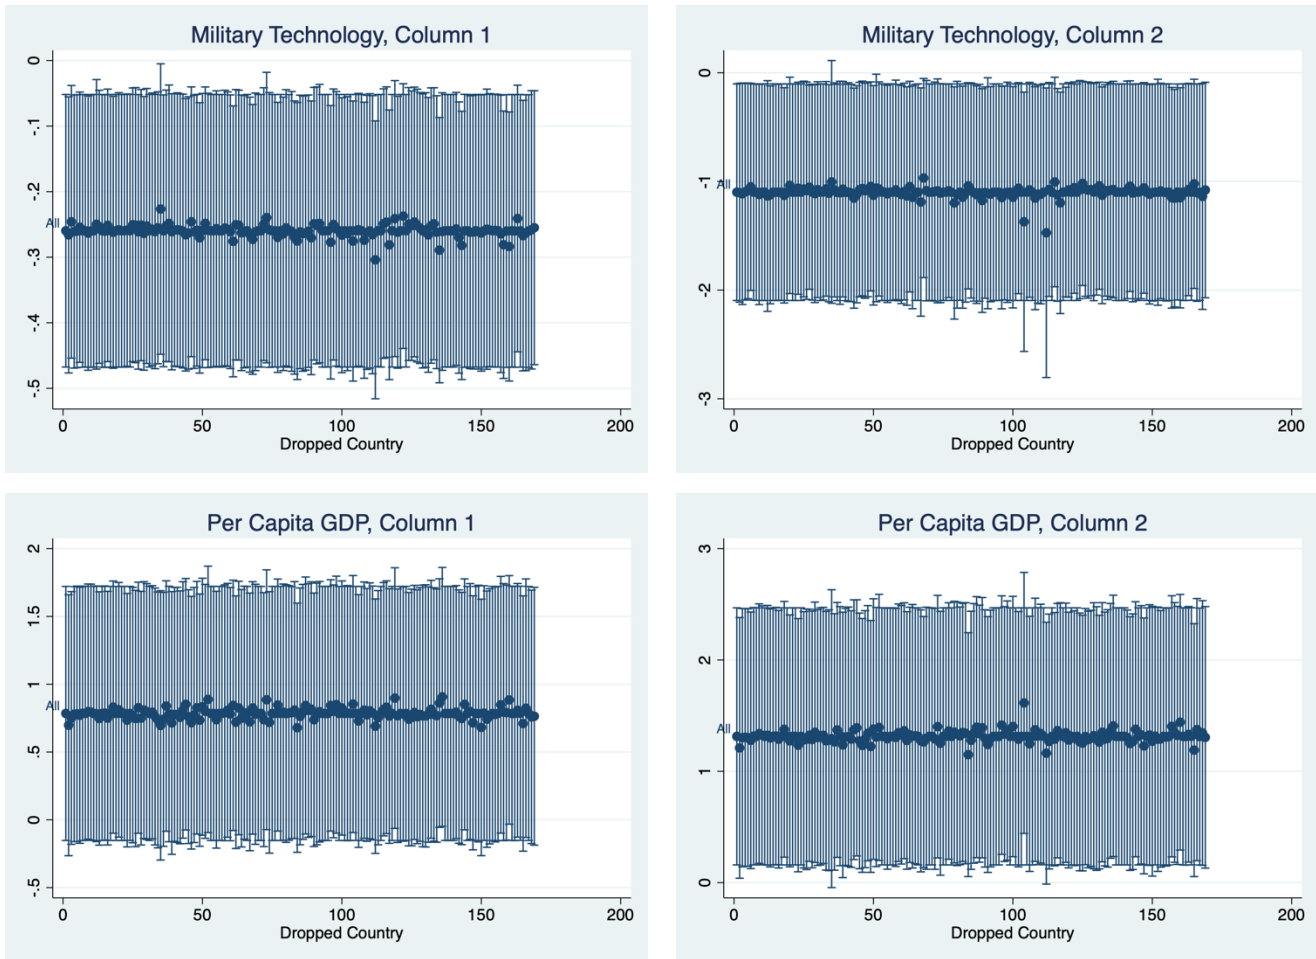 Military Technology, Column 1
0
-.1
-.2
-.3
-.4
-.5
All
0 50 100 150 200
Dropped Country
Military Technology, Column 2
0
-1
-2
-3
All
0 50 100 150 200
Dropped Country
Per Capita GDP, Column 1
2
1.5
1
.5
0
-.5
All
0 50 100 150 200
Dropped Country
Per Capita GDP, Column 2
3
2
1
0
All
0 50 100 150 200
Dropped Country